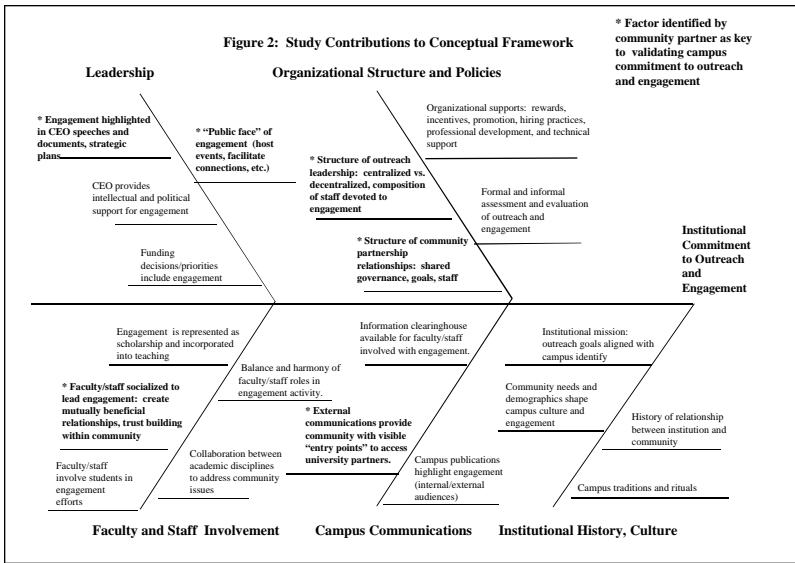 Figure 2: Study Contributions to Conceptual Framework
* Factor identified by
community partner as key
to validating campus
commitment to outreach
and engagement
Leadership
Organizational Structure and Policies
* Engagement highlighted
in CEO speeches and
documents, strategic
plans
* “Public face” of
engagement (host
events, facilitate
connections, etc.)
CEO provides
intellectual and political
support for engagement
Funding
decisions/priorities
include engagement
Organizational supports: rewards,
incentives, promotion, hiring practices,
professional development, and technical
support
* Structure of outreach
leadership: centralized vs.
decentralized, composition
of staff devoted to
engagement
Formal and informal
assessment and evaluation
of outreach and
engagement
* Structure of community
partnership
relationships: shared
governance, goals, staff
Institutional
Commitment
to Outreach
and
Engagement
Engagement is represented as
scholarship and incorporated
into teaching
Balance and harmony of
faculty/staff roles in
engagement activity.
* Faculty/staff socialized to
lead engagement: create
mutually beneficial
relationships, trust building
within community
Collaboration between
academic disciplines
to address community
issues
Faculty/staff
involve students in
engagement
efforts
Information clearinghouse
available for faculty/staff
involved with engagement.
* External
communications provide
community with visible
“entry points” to access
university partners.
Campus publications
highlight engagement
(internal/external
audiences)
Institutional mission:
outreach goals aligned with
campus identify
Community needs and
demographics shape
campus culture and
engagement
History of relationship
between institution and
community
Campus traditions and rituals
Faculty and Staff Involvement
Campus Communications
Institutional History, Culture